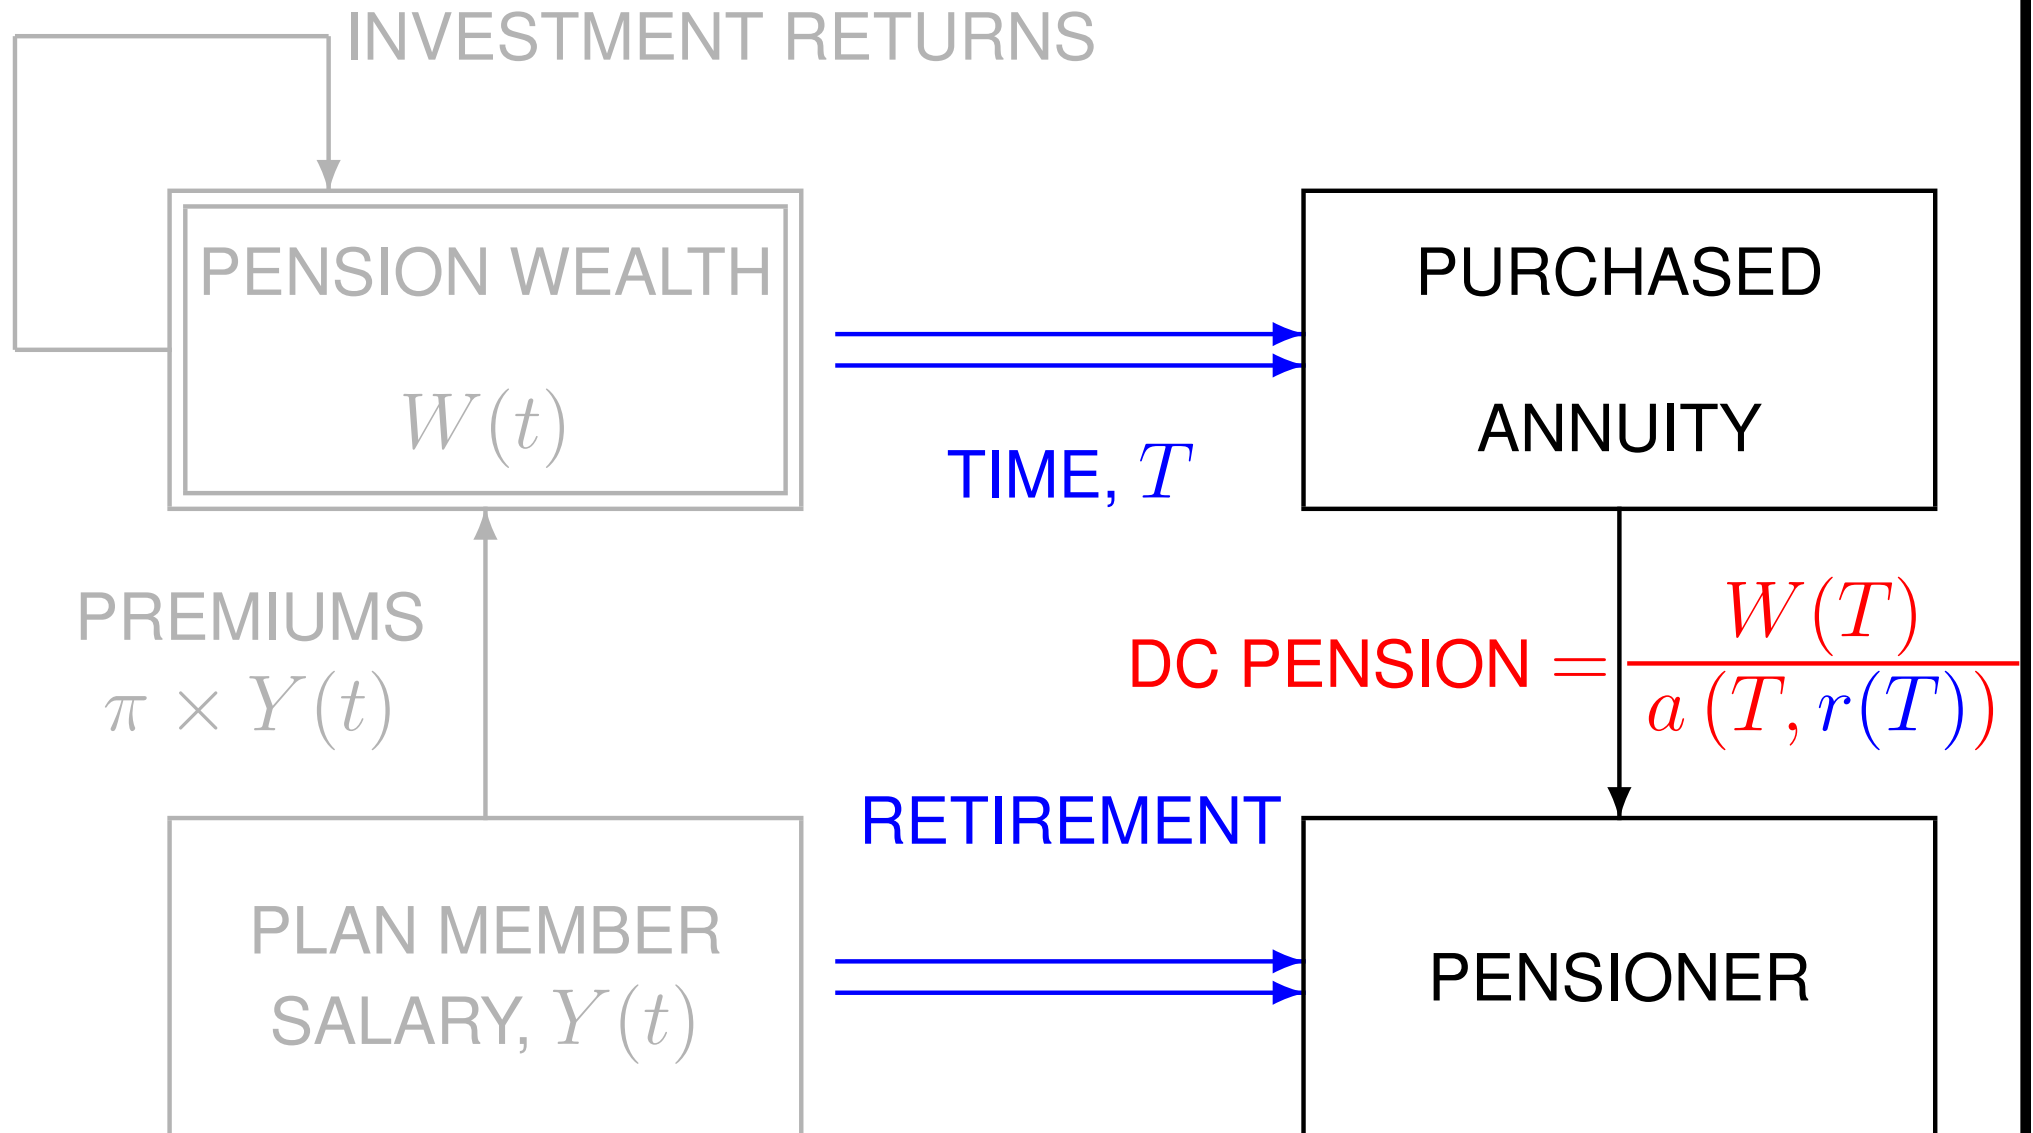 INVESTMENT RETURNS
PENSION WEALTH
W(t)
PURCHASED
ANNUITY
TIME, T
PREMIUMS
π × Y(t)
DC PENSION = W(T) / a (T, r(T))
RETIREMENT
PLAN MEMBER
SALARY, Y(t)
PENSIONER